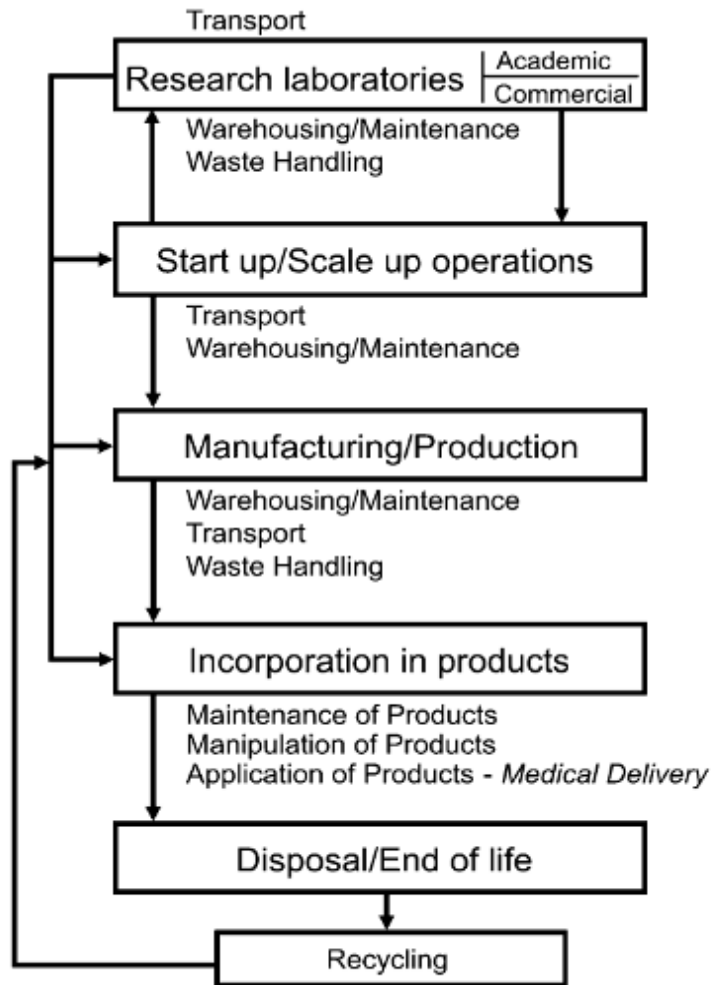 Transport
Research laboratories
Academic
Commercial
Warehousing/Maintenance
Waste Handling
Start up/Scale up operations
Transport
Warehousing/Maintenance
Manufacturing/Production
Warehousing/Maintenance
Transport
Waste Handling
Incorporation in products
Maintenance of Products
Manipulation of Products
Application of Products - Medical Delivery
Disposal/End of life
Recycling